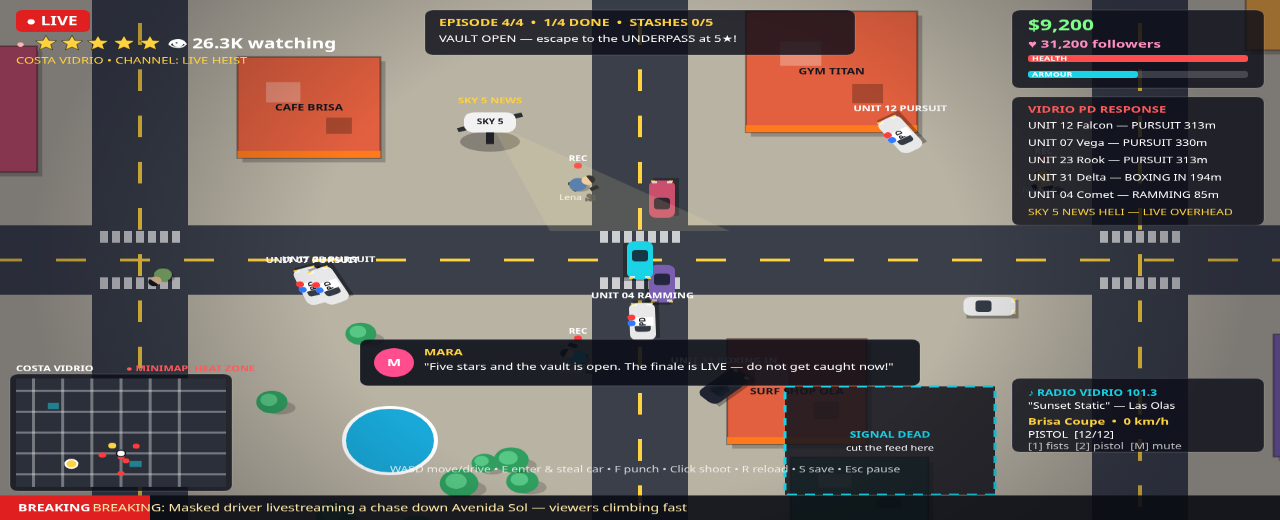 LIVE
26.3K watching
COSTA VIDRIO • CHANNEL: LIVE HEIST
EPISODE 4/4 • 1/4 DONE • STASHES 0/5
VAULT OPEN — escape to the UNDERPASS at 5★!
$9,200
♥ 31,200 followers
HEALTH
ARMOUR
VIDRIO PD RESPONSE
UNIT 12 Falcon — PURSUIT 313m
UNIT 07 Vega — PURSUIT 330m
UNIT 23 Rook — PURSUIT 313m
UNIT 31 Delta — BOXING IN 194m
UNIT 04 Comet — RAMMING 85m
SKY 5 NEWS HELI — LIVE OVERHEAD
GYM TITAN
CAFE BRISA
SKY 5 NEWS
SKY 5
UNIT 12 PURSUIT
REC
Lena
UNIT 04 RAMMING
PD
REC
MARA
M
"Five stars and the vault is open. The finale is LIVE — do not get caught now!"
COSTA VIDRIO
● MINIMAP: HEAT ZONE
SURF
SIGNAL DEAD
cut the feed here
♪ RADIO VIDRIO 101.3
"Sunset Static" — Las Olas
Brisa Coupe • 0 km/h
PISTOL [12/12]
[1] fists [2] pistol [M] mute
WASD move/drive • E enter & steal car • F punch • Click shoot • R reload • S save • Esc pause
BREAKING BREAKING: Masked driver livestreaming a chase down Avenida Sol — viewers climbing fast